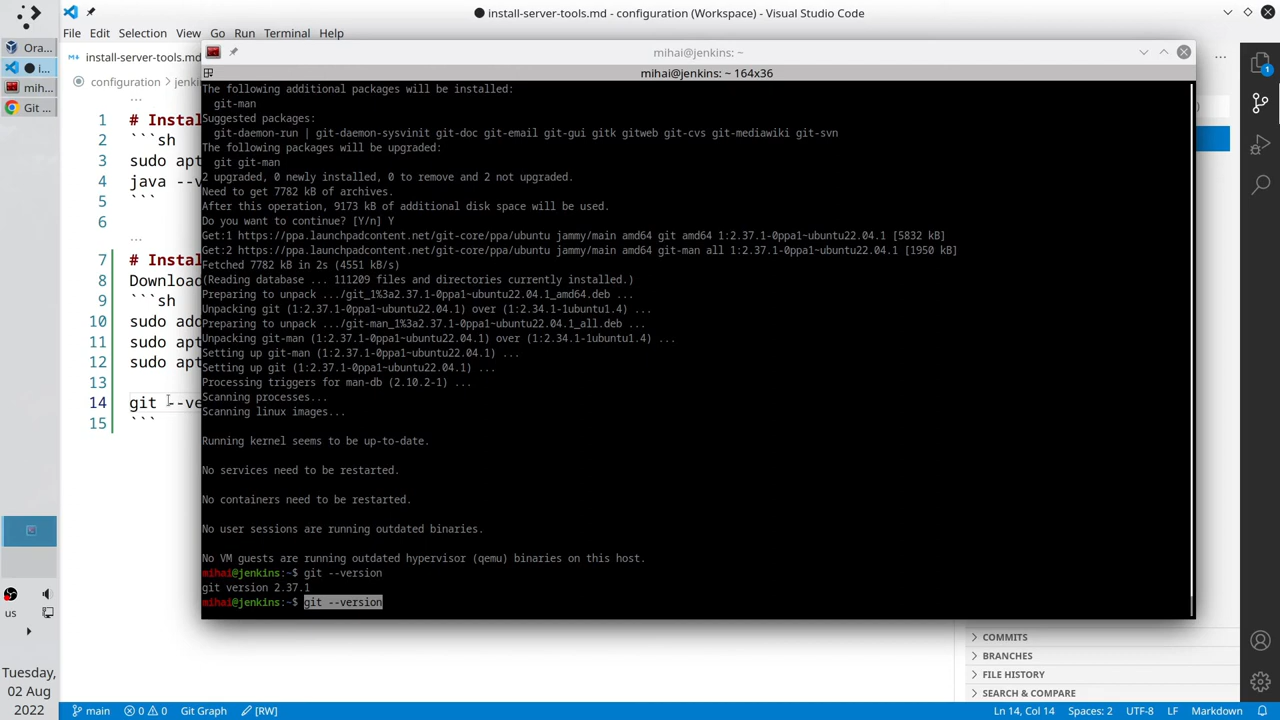 install-server-tools.md - configuration (Workspace) - Visual Studio Code
File Edit Selection View Go Run Terminal Help
install-server-tools.md
configuration
Ora...
i...
mih...
Git ...
mihai@jenkins: ~
mihai@jenkins: ~ 164x36
1 # Instal
2 ```sh
3 sudo apt
4 java --v
5 ```
6
7 # Instal
8 Download
9 ```sh
10 sudo add
11 sudo apt
12 sudo apt
13
14 git --ve
15 ```
The following additional packages will be installed:
git-man
Suggested packages:
git-daemon-run | git-daemon-sysvinit git-doc git-email git-gui gitk gitweb git-cvs git-mediawiki git-svn
The following packages will be upgraded:
git git-man
2 upgraded, 0 newly installed, 0 to remove and 2 not upgraded.
Need to get 7782 kB of archives.
After this operation, 9173 kB of additional disk space will be used.
Do you want to continue? [Y/n] Y
Get:1 https://ppa.launchpadcontent.net/git-core/ppa/ubuntu jammy/main amd64 git amd64 1:2.37.1-0ppa1~ubuntu22.04.1 [5832 kB]
Get:2 https://ppa.launchpadcontent.net/git-core/ppa/ubuntu jammy/main amd64 git-man all 1:2.37.1-0ppa1~ubuntu22.04.1 [1950 kB]
Fetched 7782 kB in 2s (4551 kB/s)
(Reading database ... 111209 files and directories currently installed.)
Preparing to unpack .../git_1%3a2.37.1-0ppa1~ubuntu22.04.1_amd64.deb ...
Unpacking git (1:2.37.1-0ppa1~ubuntu22.04.1) over (1:2.34.1-1ubuntu1.4) ...
Preparing to unpack .../git-man_1%3a2.37.1-0ppa1~ubuntu22.04.1_all.deb ...
Unpacking git-man (1:2.37.1-0ppa1~ubuntu22.04.1) over (1:2.34.1-1ubuntu1.4) ...
Setting up git-man (1:2.37.1-0ppa1~ubuntu22.04.1) ...
Setting up git (1:2.37.1-0ppa1~ubuntu22.04.1) ...
Processing triggers for man-db (2.10.2-1) ...
Scanning processes...
Scanning linux images...
Running kernel seems to be up-to-date.
No services need to be restarted.
No containers need to be restarted.
No user sessions are running outdated binaries.
No VM guests are running outdated hypervisor (qemu) binaries on this host.
mihai@jenkins:~$ git --version
git version 2.37.1
mihai@jenkins:~$ git --version
1
COMMITS
BRANCHES
FILE HISTORY
SEARCH & COMPARE
us
Tuesday,
02 Aug
2022
main 0 0 Git Graph [RW]
Ln 14, Col 14 Spaces: 2 UTF-8 LF Markdown